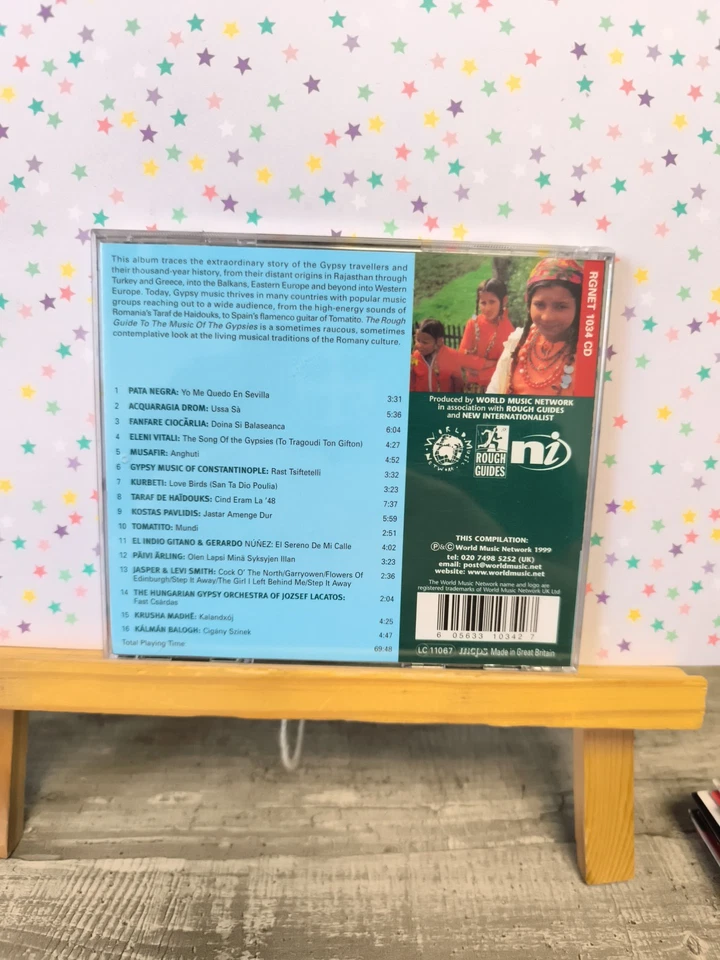 This album traces the extraordinary story of the Gypsy travellers and
their thousand-year history, from their distant origins in Rajasthan through
Turkey and Greece, into the Balkans, Eastern Europe and beyond into Western
Europe. Today, Gypsy music thrives in many countries with popular music
groups reaching out to a wide audience, from the high-energy sounds of
Romania's Taraf de Haidouks, to Spain's flamenco guitar of Tomatito. The Rough
Guide To The Music Of The Gypsies is a sometimes raucous, sometimes
contemplative look at the living musical traditions of the Romany culture.
1 PATA NEGRA: Yo Me Quedo En Sevilla 3:31
2 ACQUARAGIA DROM: Ussa Sà 5:36
3 FANFARE CIOCĂRLIA: Doina Si Balaseanca 6:04
4 ELENI VITALI: The Song Of The Gypsies (To Tragoudi Ton Gifton) 4:27
5 MUSAFIR: Anghuti 4:52
6 GYPSY MUSIC OF CONSTANTINOPLE: Rast Tsiftetelli 3:32
7 KURBETI: Love Birds (San Ta Dio Poulia) 3:23
8 TARAF DE HAÏDOUKS: Cind Eram La '48 7:37
9 KOSTAS PAVLIDIS: Jastar Amenge Dur 5:59
10 TOMATITO: Mundi 2:51
11 EL INDIO GITANO & GERARDO NÚÑEZ: El Sereno De Mi Calle 4:02
12 PÄIVI ÄRLING: Olen Lapsi Minä Syksyjen Illan 3:23
13 JASPER & LEVI SMITH: Cock O' The North/Garryowen/Flowers Of
Edinburgh/Step It Away/The Girl I Left Behind Me/Step It Away 2:36
14 THE HUNGARIAN GYPSY ORCHESTRA OF JOZSEF LACATOS:
Fast Csárdas 2:04
15 KRUSHA MADHË: Kalandxój 4:25
16 KÁLMÁN BALOGH: Cigány Szinek 4:47
Total Playing Time 69:48
RGNET 1034 CD
Produced by WORLD MUSIC NETWORK
in association with ROUGH GUIDES
and NEW INTERNATIONALIST
WORLD MUSIC
NETWORK
ROUGH
GUIDES
ni
THIS COMPILATION:
Ⓟ&© World Music Network 1999
tel: 020 7498 5252 (UK)
email: post@worldmusic.net
website: www.worldmusic.net
The World Music Network name and logo are
registered trademarks of World Music Network UK Ltd
6 05633 10342 7
LC 11067 mcps Made in Great Britain